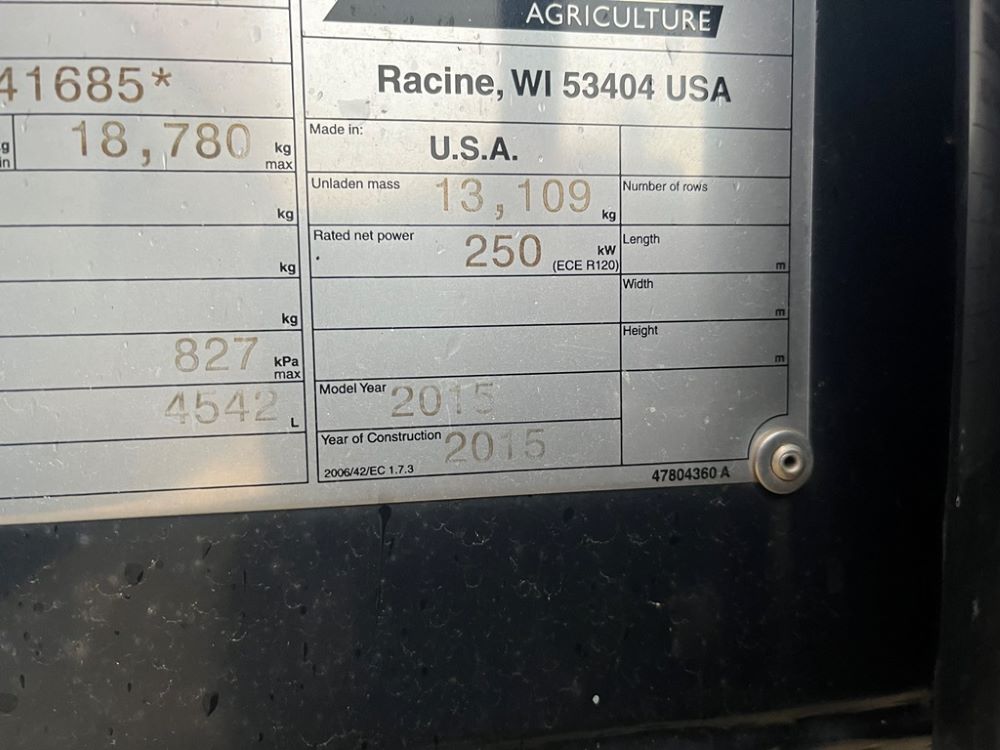 AGRICULTURE
41685*
Racine, WI 53404 USA
18,780 kg max
Made in: U.S.A.
Unladen mass 13,109 kg
Number of rows
kg
Rated net power 250 kW (ECE R120)
Length m
kg
Width m
kg
Height m
827 kPa max
Model Year 2015
4542 L
Year of Construction 2015
2006/42/EC 1.7.3
47804360 A